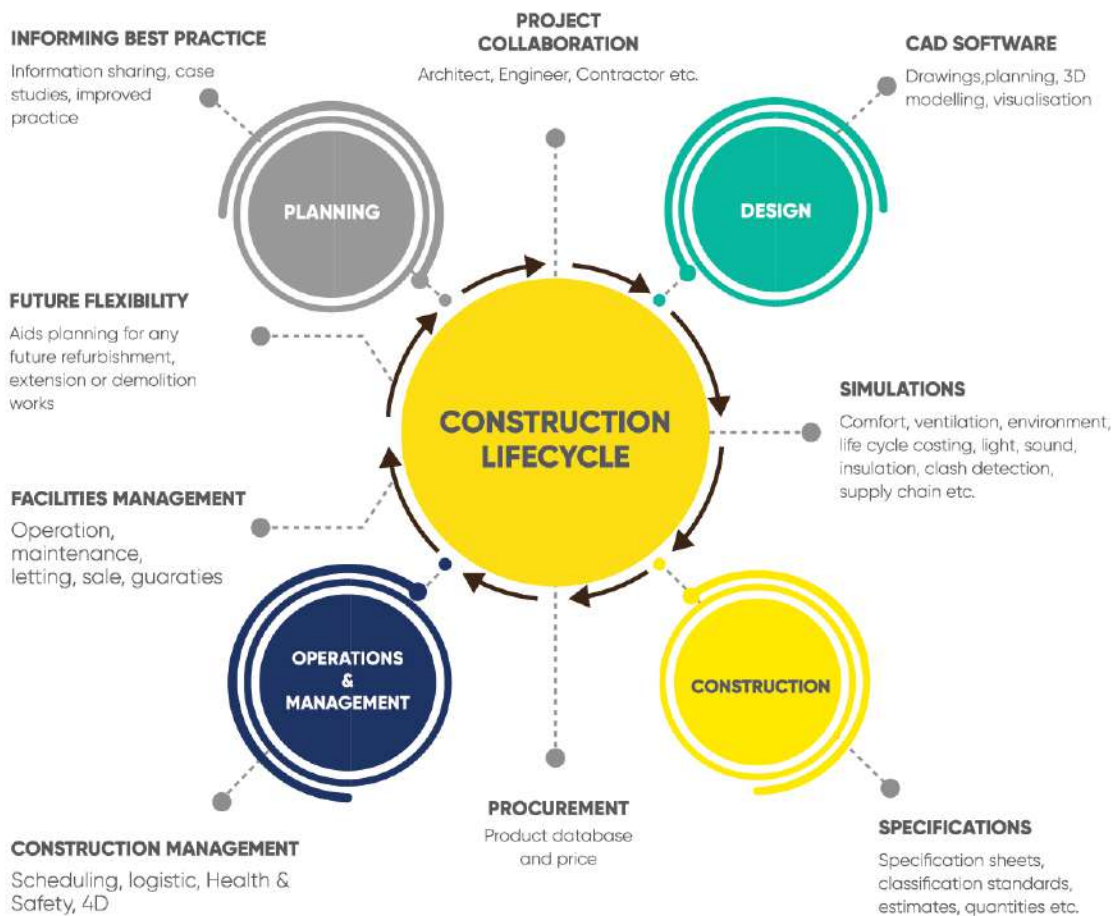 INFORMING BEST PRACTICE
Information sharing, case
studies, improved
practice
PROJECT
COLLABORATION
Architect, Engineer, Contractor etc.
CAD SOFTWARE
Drawings,planning, 3D
modelling, visualisation
PLANNING
DESIGN
FUTURE FLEXIBILITY
Aids planning for any
future refurbishment,
extension or demolition
works
CONSTRUCTION
LIFECYCLE
SIMULATIONS
Comfort, ventilation, environment,
life cycle costing, light, sound,
insulation, clash detection,
supply chain etc.
FACILITIES MANAGEMENT
Operation,
maintenance,
letting, sale, guaraties
OPERATIONS
&
MANAGEMENT
CONSTRUCTION
CONSTRUCTION MANAGEMENT
Scheduling, logistic, Health &
Safety, 4D
PROCUREMENT
Product database
and price
SPECIFICATIONS
Specification sheets,
classification standards,
estimates, quantities etc.